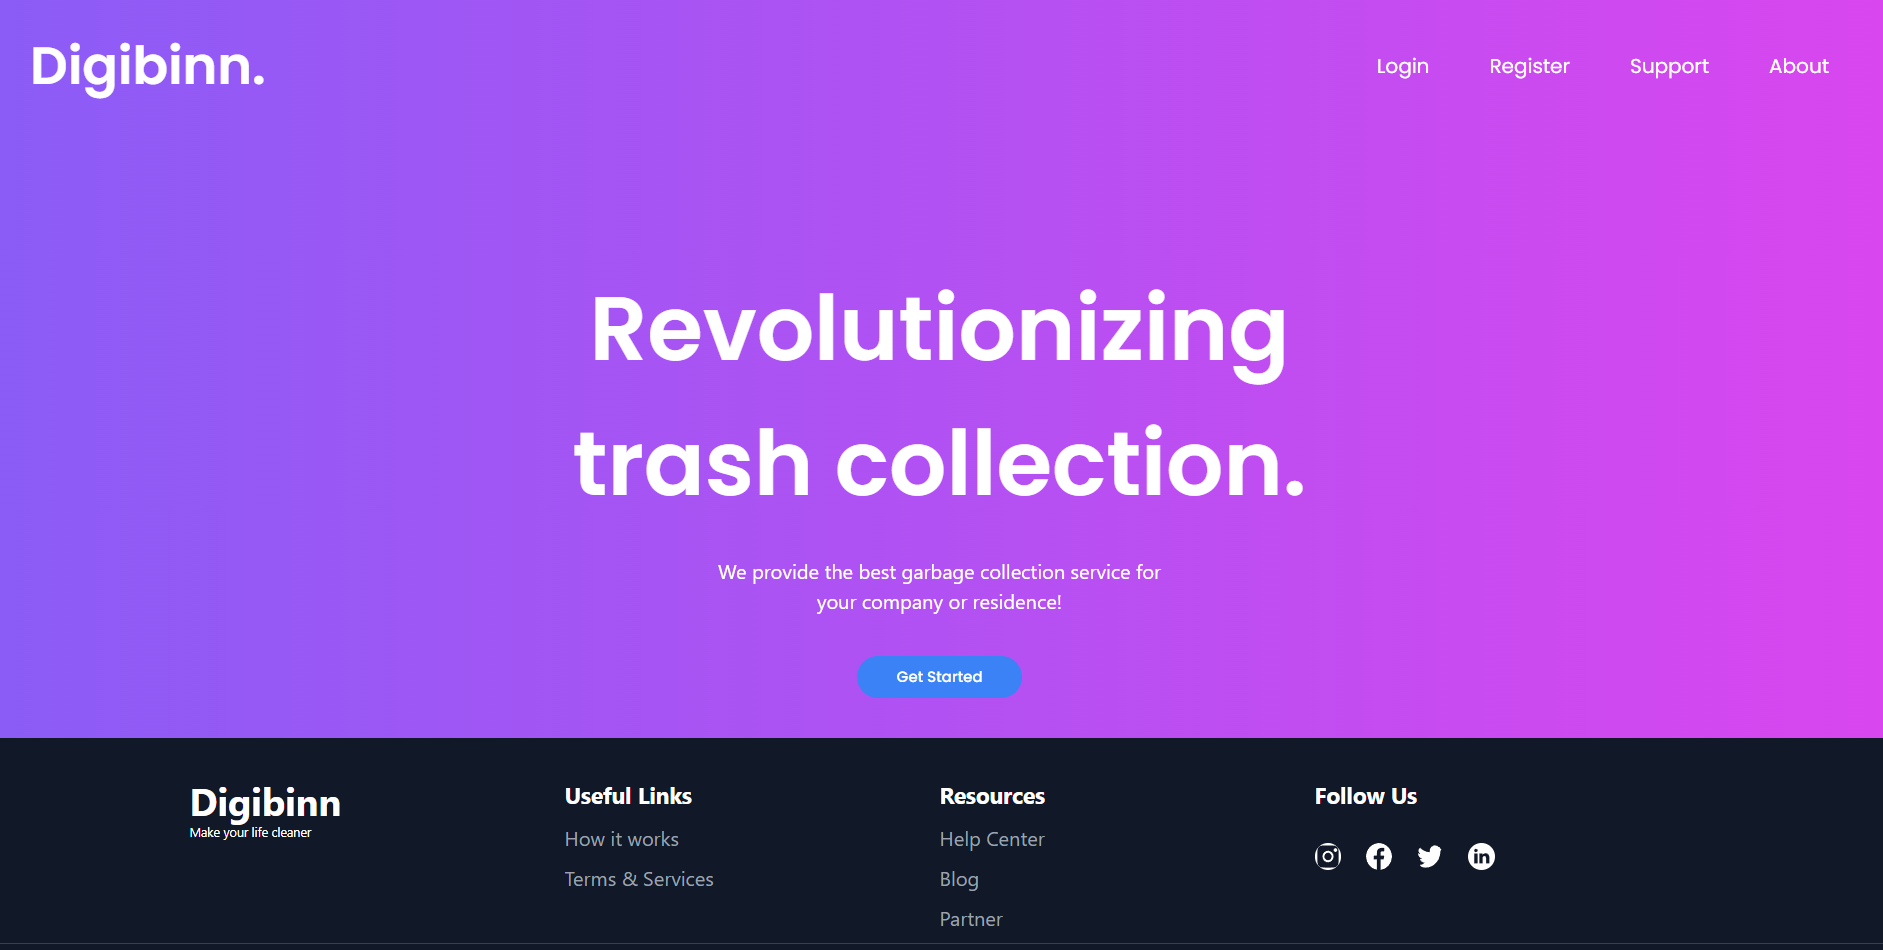 Digibinn.
Login
Register
Support
About
Revolutionizing
trash collection.
We provide the best garbage collection service for
your company or residence!
Get Started
Digibinn
Make your life cleaner
Useful Links
How it works
Terms & Services
Resources
Help Center
Blog
Partner
Follow Us